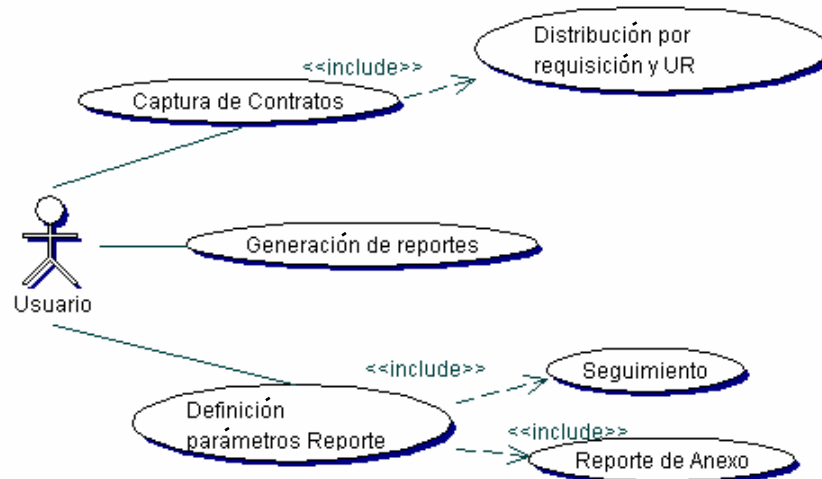 Distribución por
requisición y UR
<<include>>
Captura de Contratos
Generación de reportes
Usuario
<<include>>
Seguimiento
Definición
parámetros Reporte
<<include>>
Reporte de Anexo